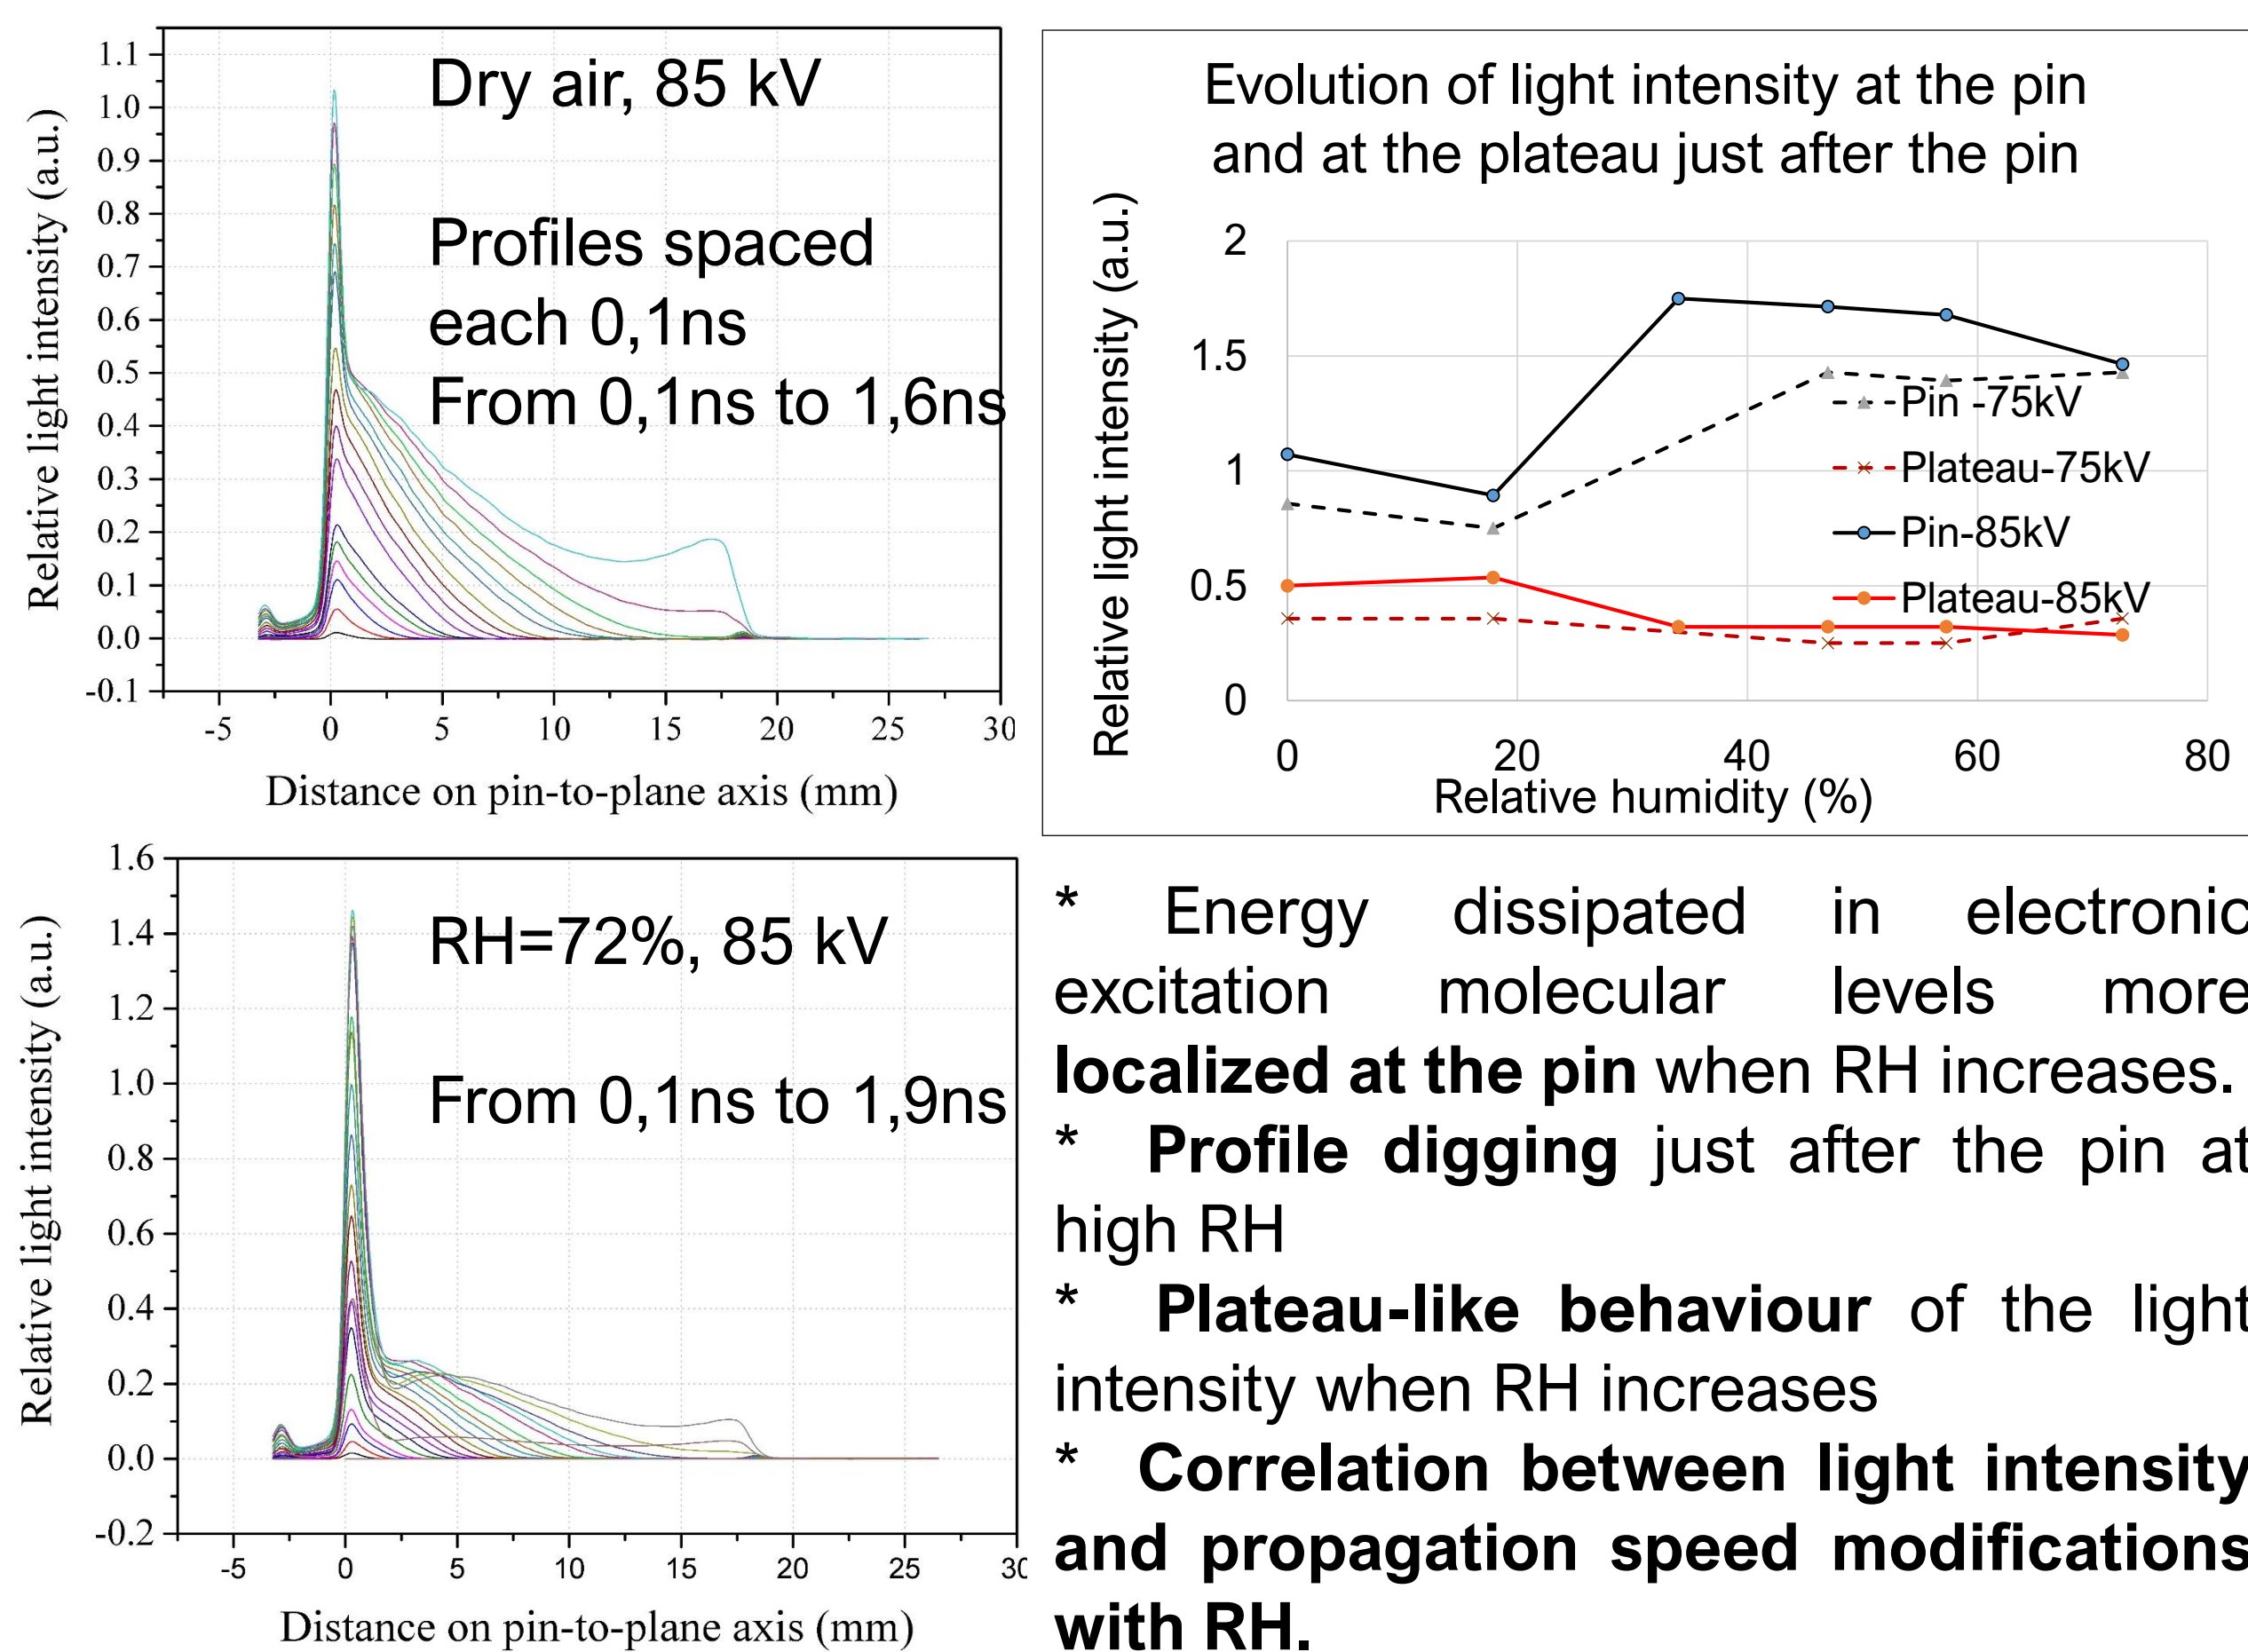 Dry air, 85 kV
Profiles spaced
each 0,1ns
From 0,1ns to 1,6ns
Relative light intensity (a.u.)
1.1
1.0
0.9
0.8
0.7
0.6
0.5
0.4
0.3
0.2
0.1
0.0
-0.1
-5 0 5 10 15 20 25 30
Distance on pin-to-plane axis (mm)
Evolution of light intensity at the pin
and at the plateau just after the pin
Relative light intensity (a.u.)
2
1.5
1
0.5
0
Pin -75kV
Plateau-75kV
Pin-85kV
Plateau-85kV
0 20 40 60 80
Relative humidity (%)
RH=72%, 85 kV
From 0,1ns to 1,9ns
Relative light intensity (a.u.)
1.6
1.4
1.2
1.0
0.8
0.6
0.4
0.2
0.0
-0.2
-5 0 5 10 15 20 25 30
Distance on pin-to-plane axis (mm)
* Energy dissipated in electronic
excitation molecular levels more
localized at the pin when RH increases.
* Profile digging just after the pin at
high RH
* Plateau-like behaviour of the light
intensity when RH increases
* Correlation between light intensity
and propagation speed modifications
with RH.